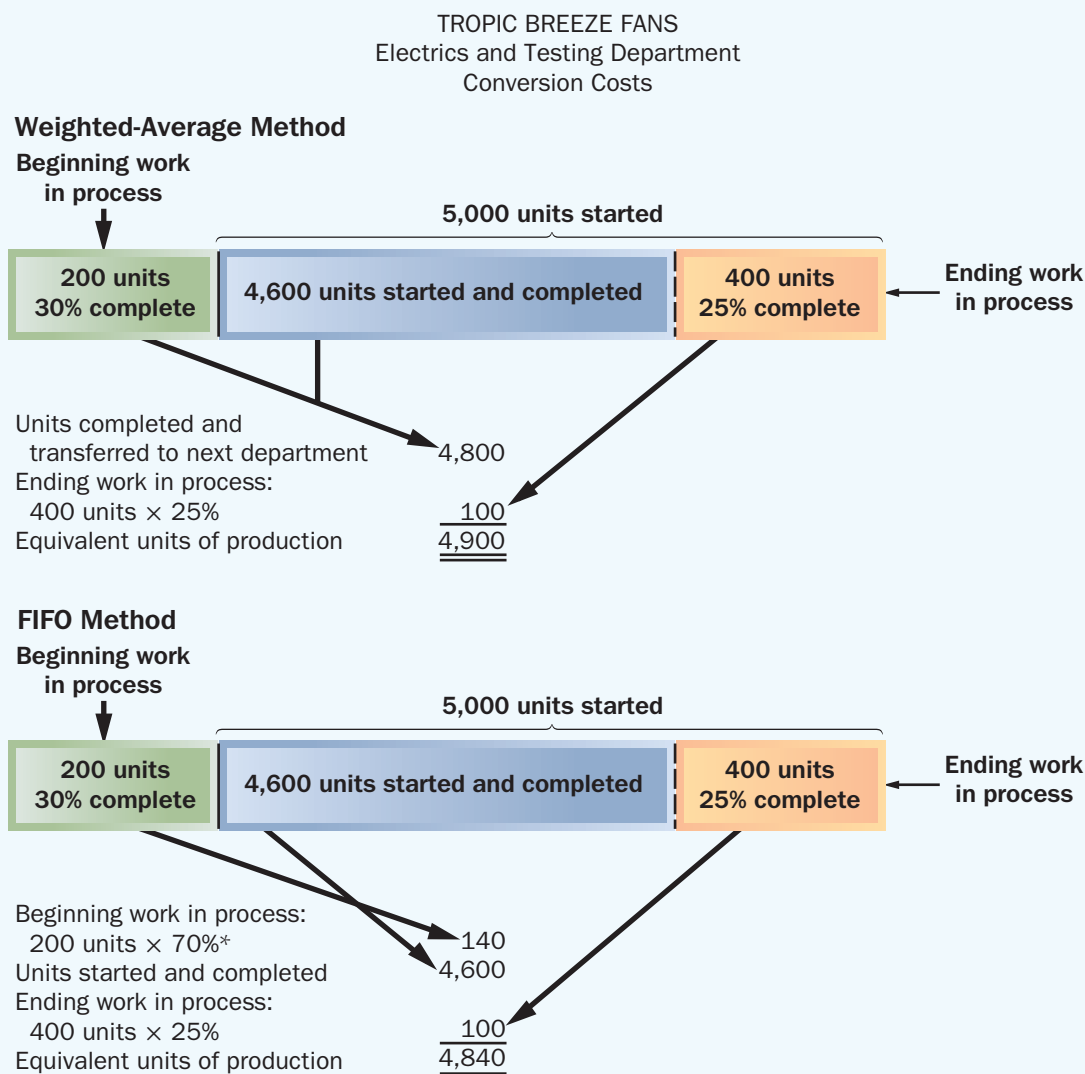 TROPIC BREEZE FANS
Electrics and Testing Department
Conversion Costs
Weighted-Average Method
Beginning work
in process
5,000 units started
200 units
30% complete
4,600 units started and completed
400 units
25% complete
Ending work
in process
Units completed and
transferred to next department 4,800
Ending work in process:
400 units × 25% 100
Equivalent units of production 4,900
FIFO Method
Beginning work
in process
5,000 units started
200 units
30% complete
4,600 units started and completed
400 units
25% complete
Ending work
in process
Beginning work in process:
200 units × 70%* 140
Units started and completed 4,600
Ending work in process:
400 units × 25% 100
Equivalent units of production 4,840